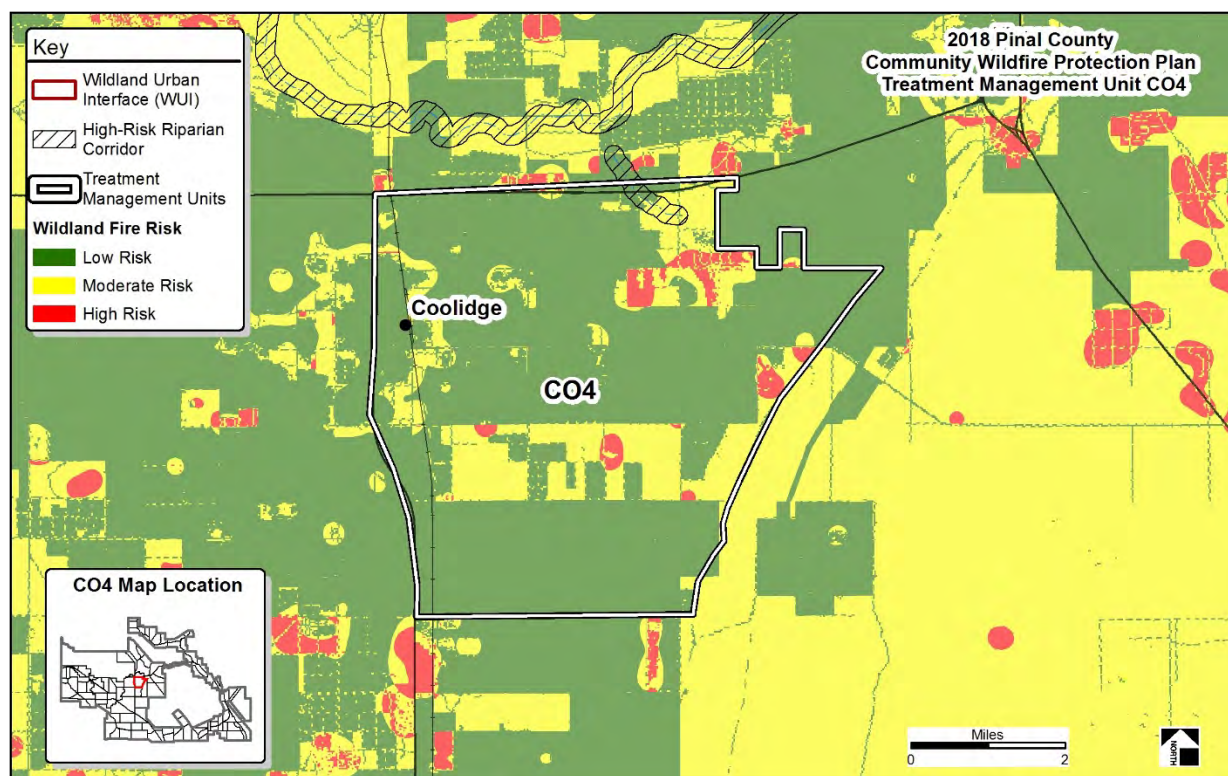 2018 Pinal County
Community Wildfire Protection Plan
Treatment Management Unit CO4
Key
Wildland Urban
Interface (WUI)
High-Risk Riparian
Corridor
Treatment
Management Units
Wildland Fire Risk
Low Risk
Moderate Risk
High Risk
Coolidge
CO4
CO4 Map Location
Miles
0 2
NORTH